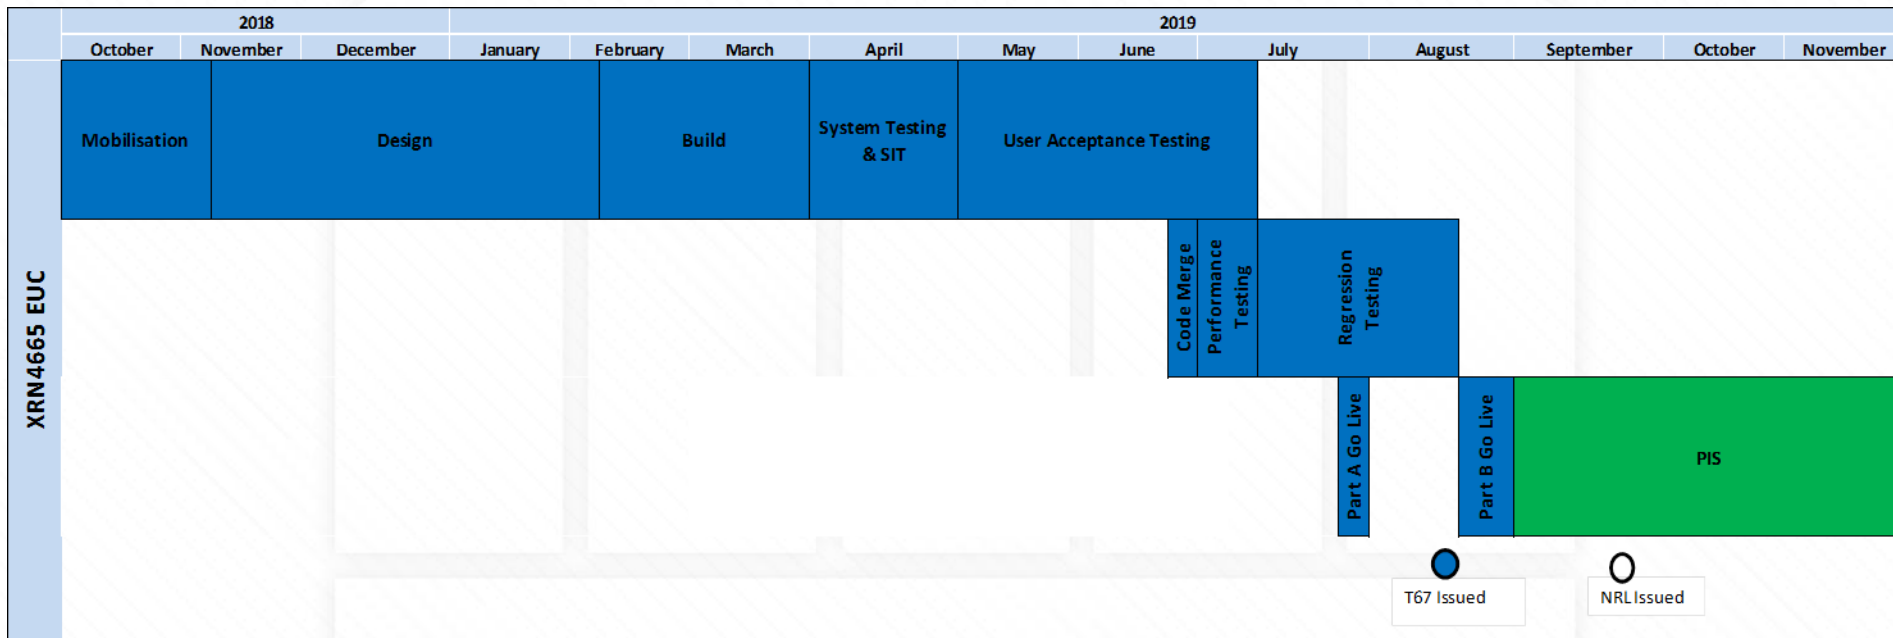 2018
2019
October
November
December
January
February
March
April
May
June
July
August
September
October
November
XRN4665 EUC
Mobilisation
Design
Build
System Testing
& SIT
User Acceptance Testing
Code Merge
Performance
Testing
Regression
Testing
Part A Go Live
Part B Go Live
PIS
T67 Issued
NRL Issued